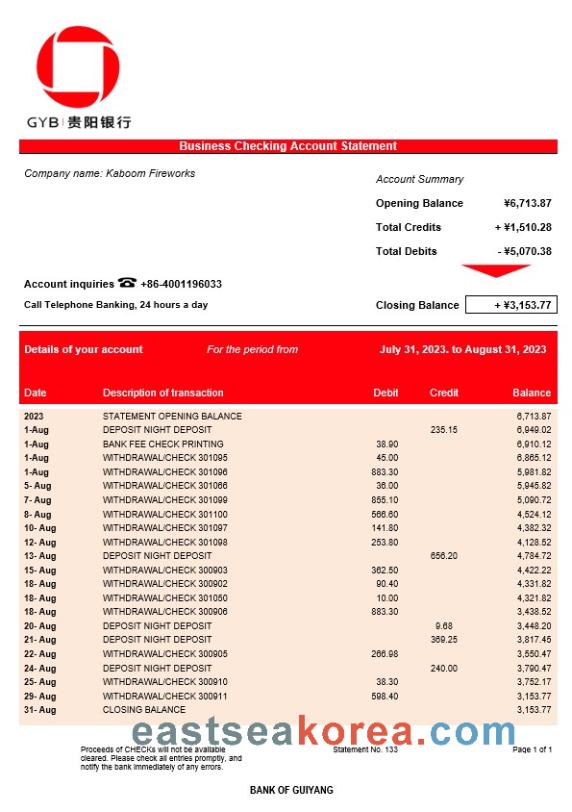 GYB 贵阳银行
Business Checking Account Statement
Company name: Kaboom Fireworks
Account Summary
Opening Balance ¥6,713.87
Total Credits + ¥1,510.28
Total Debits - ¥5,070.38
Account inquiries ☎ +86-4001196033
Call Telephone Banking, 24 hours a day
Closing Balance + ¥3,153.77
Details of your account For the period from July 31, 2023. to August 31, 2023
Date Description of transaction Debit Credit Balance
2023 STATEMENT OPENING BALANCE 6,713.87
1-Aug DEPOSIT NIGHT DEPOSIT 235.15 6,949.02
1-Aug BANK FEE CHECK PRINTING 38.90 6,910.12
1-Aug WITHDRAWAL/CHECK 301095 45.00 6,865.12
1-Aug WITHDRAWAL/CHECK 301096 883.30 5,981.82
5- Aug WITHDRAWAL/CHECK 301066 36.00 5,945.82
7- Aug WITHDRAWAL/CHECK 301099 855.10 5,090.72
8- Aug WITHDRAWAL/CHECK 301100 566.60 4,524.12
10- Aug WITHDRAWAL/CHECK 301097 141.80 4,382.32
12- Aug WITHDRAWAL/CHECK 301098 253.80 4,128.52
13- Aug DEPOSIT NIGHT DEPOSIT 656.20 4,784.72
15- Aug WITHDRAWAL/CHECK 300903 362.50 4,422.22
18- Aug WITHDRAWAL/CHECK 300902 90.40 4,331.82
18- Aug WITHDRAWAL/CHECK 301050 10.00 4,321.82
18- Aug WITHDRAWAL/CHECK 300906 883.30 3,438.52
20- Aug DEPOSIT NIGHT DEPOSIT 9.68 3,448.20
21- Aug DEPOSIT NIGHT DEPOSIT 369.25 3,817.45
22- Aug WITHDRAWAL/CHECK 300905 266.98 3,550.47
24- Aug DEPOSIT NIGHT DEPOSIT 240.00 3,790.47
25- Aug WITHDRAWAL/CHECK 300910 38.30 3,752.17
29- Aug WITHDRAWAL/CHECK 300911 598.40 3,153.77
31- Aug CLOSING BALANCE 3,153.77
eastseakorea.com
Proceeds of CHECKs will not be available Statement No. 133 Page 1 of 1
cleared. Please check all entries promptly, and
notify the bank immediately of any errors.
BANK OF GUIYANG